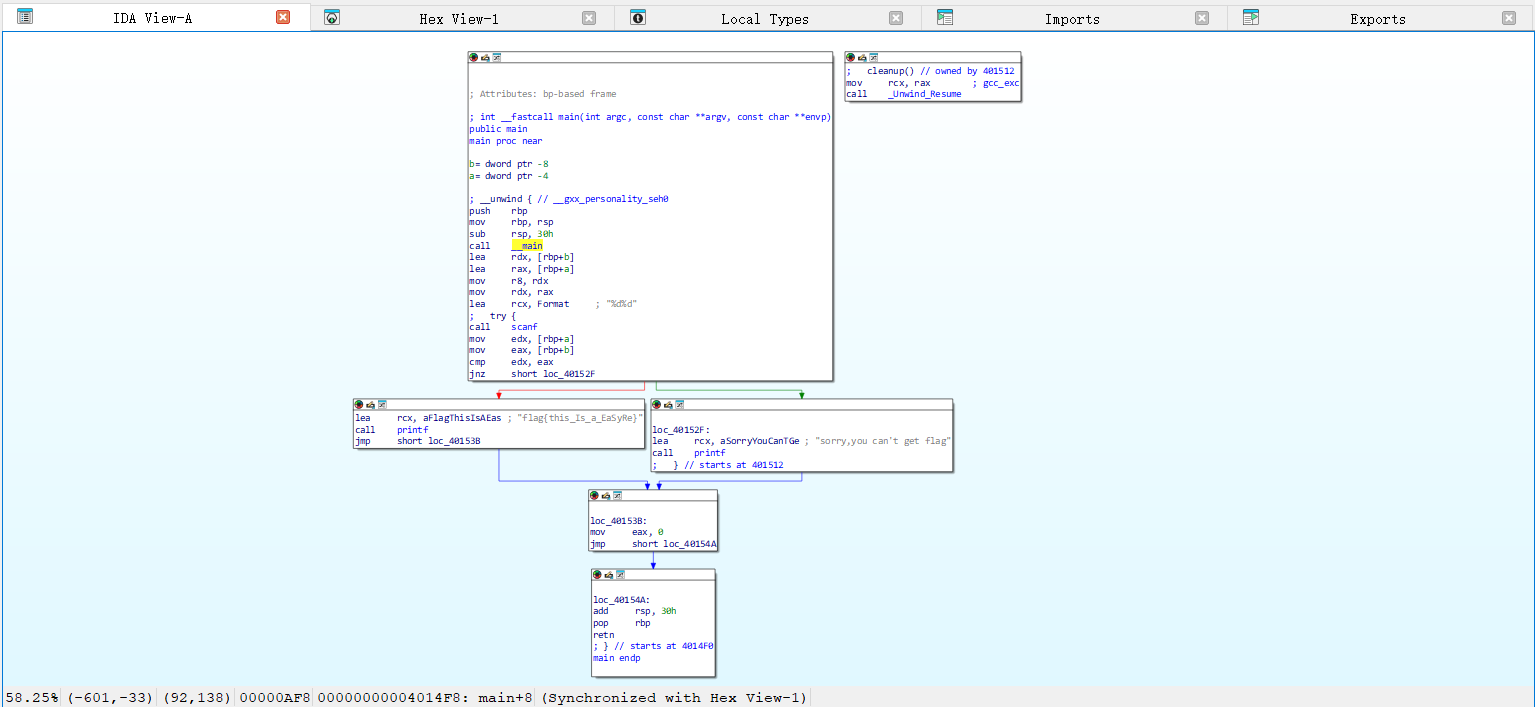 IDA View-A
Hex View-1
Local Types
Imports
Exports
; Attributes: bp-based frame
; int __fastcall main(int argc, const char **argv, const char **envp)
public main
main proc near
b= dword ptr -8
a= dword ptr -4
; __unwind { // __gxx_personality_seh0
push rbp
mov rbp, rsp
sub rsp, 30h
call __main
lea rdx, [rbp+b]
lea rax, [rbp+a]
mov r8, rdx
mov rdx, rax
lea rcx, Format ; "%d%d"
; try {
call scanf
mov edx, [rbp+a]
mov eax, [rbp+b]
cmp edx, eax
jnz short loc_40152F
; cleanup() // owned by 401512
mov rcx, rax ; gcc_exc
call _Unwind_Resume
lea rcx, aFlagThisIsAEas ; "flag{this_Is_a_EaSyRe}"
call printf
jmp short loc_40153B
loc_40152F:
lea rcx, aSorryYouCanTGe ; "sorry,you can't get flag"
call printf
; } // starts at 401512
loc_40153B:
mov eax, 0
jmp short loc_40154A
loc_40154A:
add rsp, 30h
pop rbp
retn
; } // starts at 4014F0
main endp
58.25% (-601,-33) (92,138) 00000AF8 00000000004014F8: main+8 (Synchronized with Hex View-1)